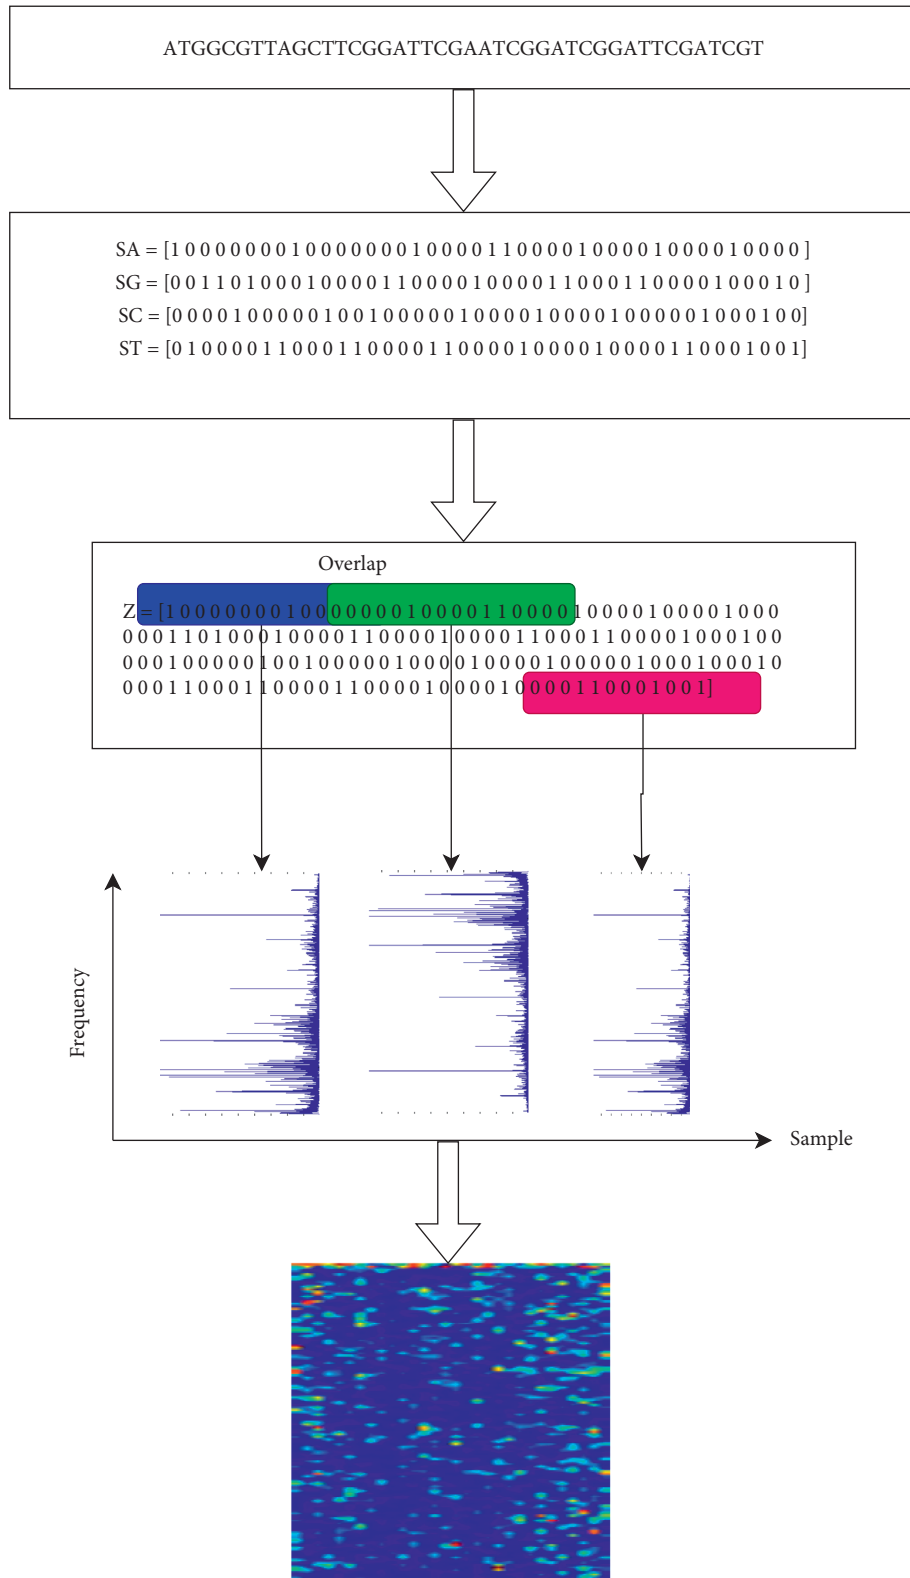 ATGGCGTTAGCTTCGGATTCGAATCGGATCGGATTCGATCGT
SA = [1 0 0 0 0 0 0 0 1 0 0 0 0 0 0 0 1 0 0 0 0 1 1 0 0 0 0 1 0 0 0 0 1 0 0 0 0 1 0 0 0 0 ]
SG = [0 0 1 1 0 1 0 0 0 1 0 0 0 0 1 1 0 0 0 0 1 0 0 0 0 1 1 0 0 0 1 1 0 0 0 0 1 0 0 0 1 0 ]
SC = [0 0 0 0 1 0 0 0 0 0 1 0 0 1 0 0 0 0 0 1 0 0 0 0 1 0 0 0 0 1 0 0 0 0 0 1 0 0 0 1 0 0]
ST = [0 1 0 0 0 0 1 1 0 0 0 1 1 0 0 0 0 1 1 0 0 0 0 1 0 0 0 0 1 0 0 0 0 1 1 0 0 0 1 0 0 1]
Overlap
Z = [1 0 0 0 0 0 0 0 1 0 0 0 0 0 0 0 1 0 0 0 0 1 1 0 0 0 0 1 0 0 0 0 1 0 0 0 0 1 0 0 0
0 0 0 1 1 0 1 0 0 0 1 0 0 0 0 1 1 0 0 0 0 1 0 0 0 0 1 1 0 0 0 1 1 0 0 0 0 1 0 0 0 1 0 0
0 0 0 1 0 0 0 0 0 1 0 0 1 0 0 0 0 0 1 0 0 0 0 1 0 0 0 0 1 0 0 0 0 0 1 0 0 0 1 0 0 0 1 0
0 0 0 1 1 0 0 0 1 1 0 0 0 0 1 1 0 0 0 0 1 0 0 0 0 1 0 0 0 0 1 1 0 0 0 1 0 0 1]
Frequency
Sample